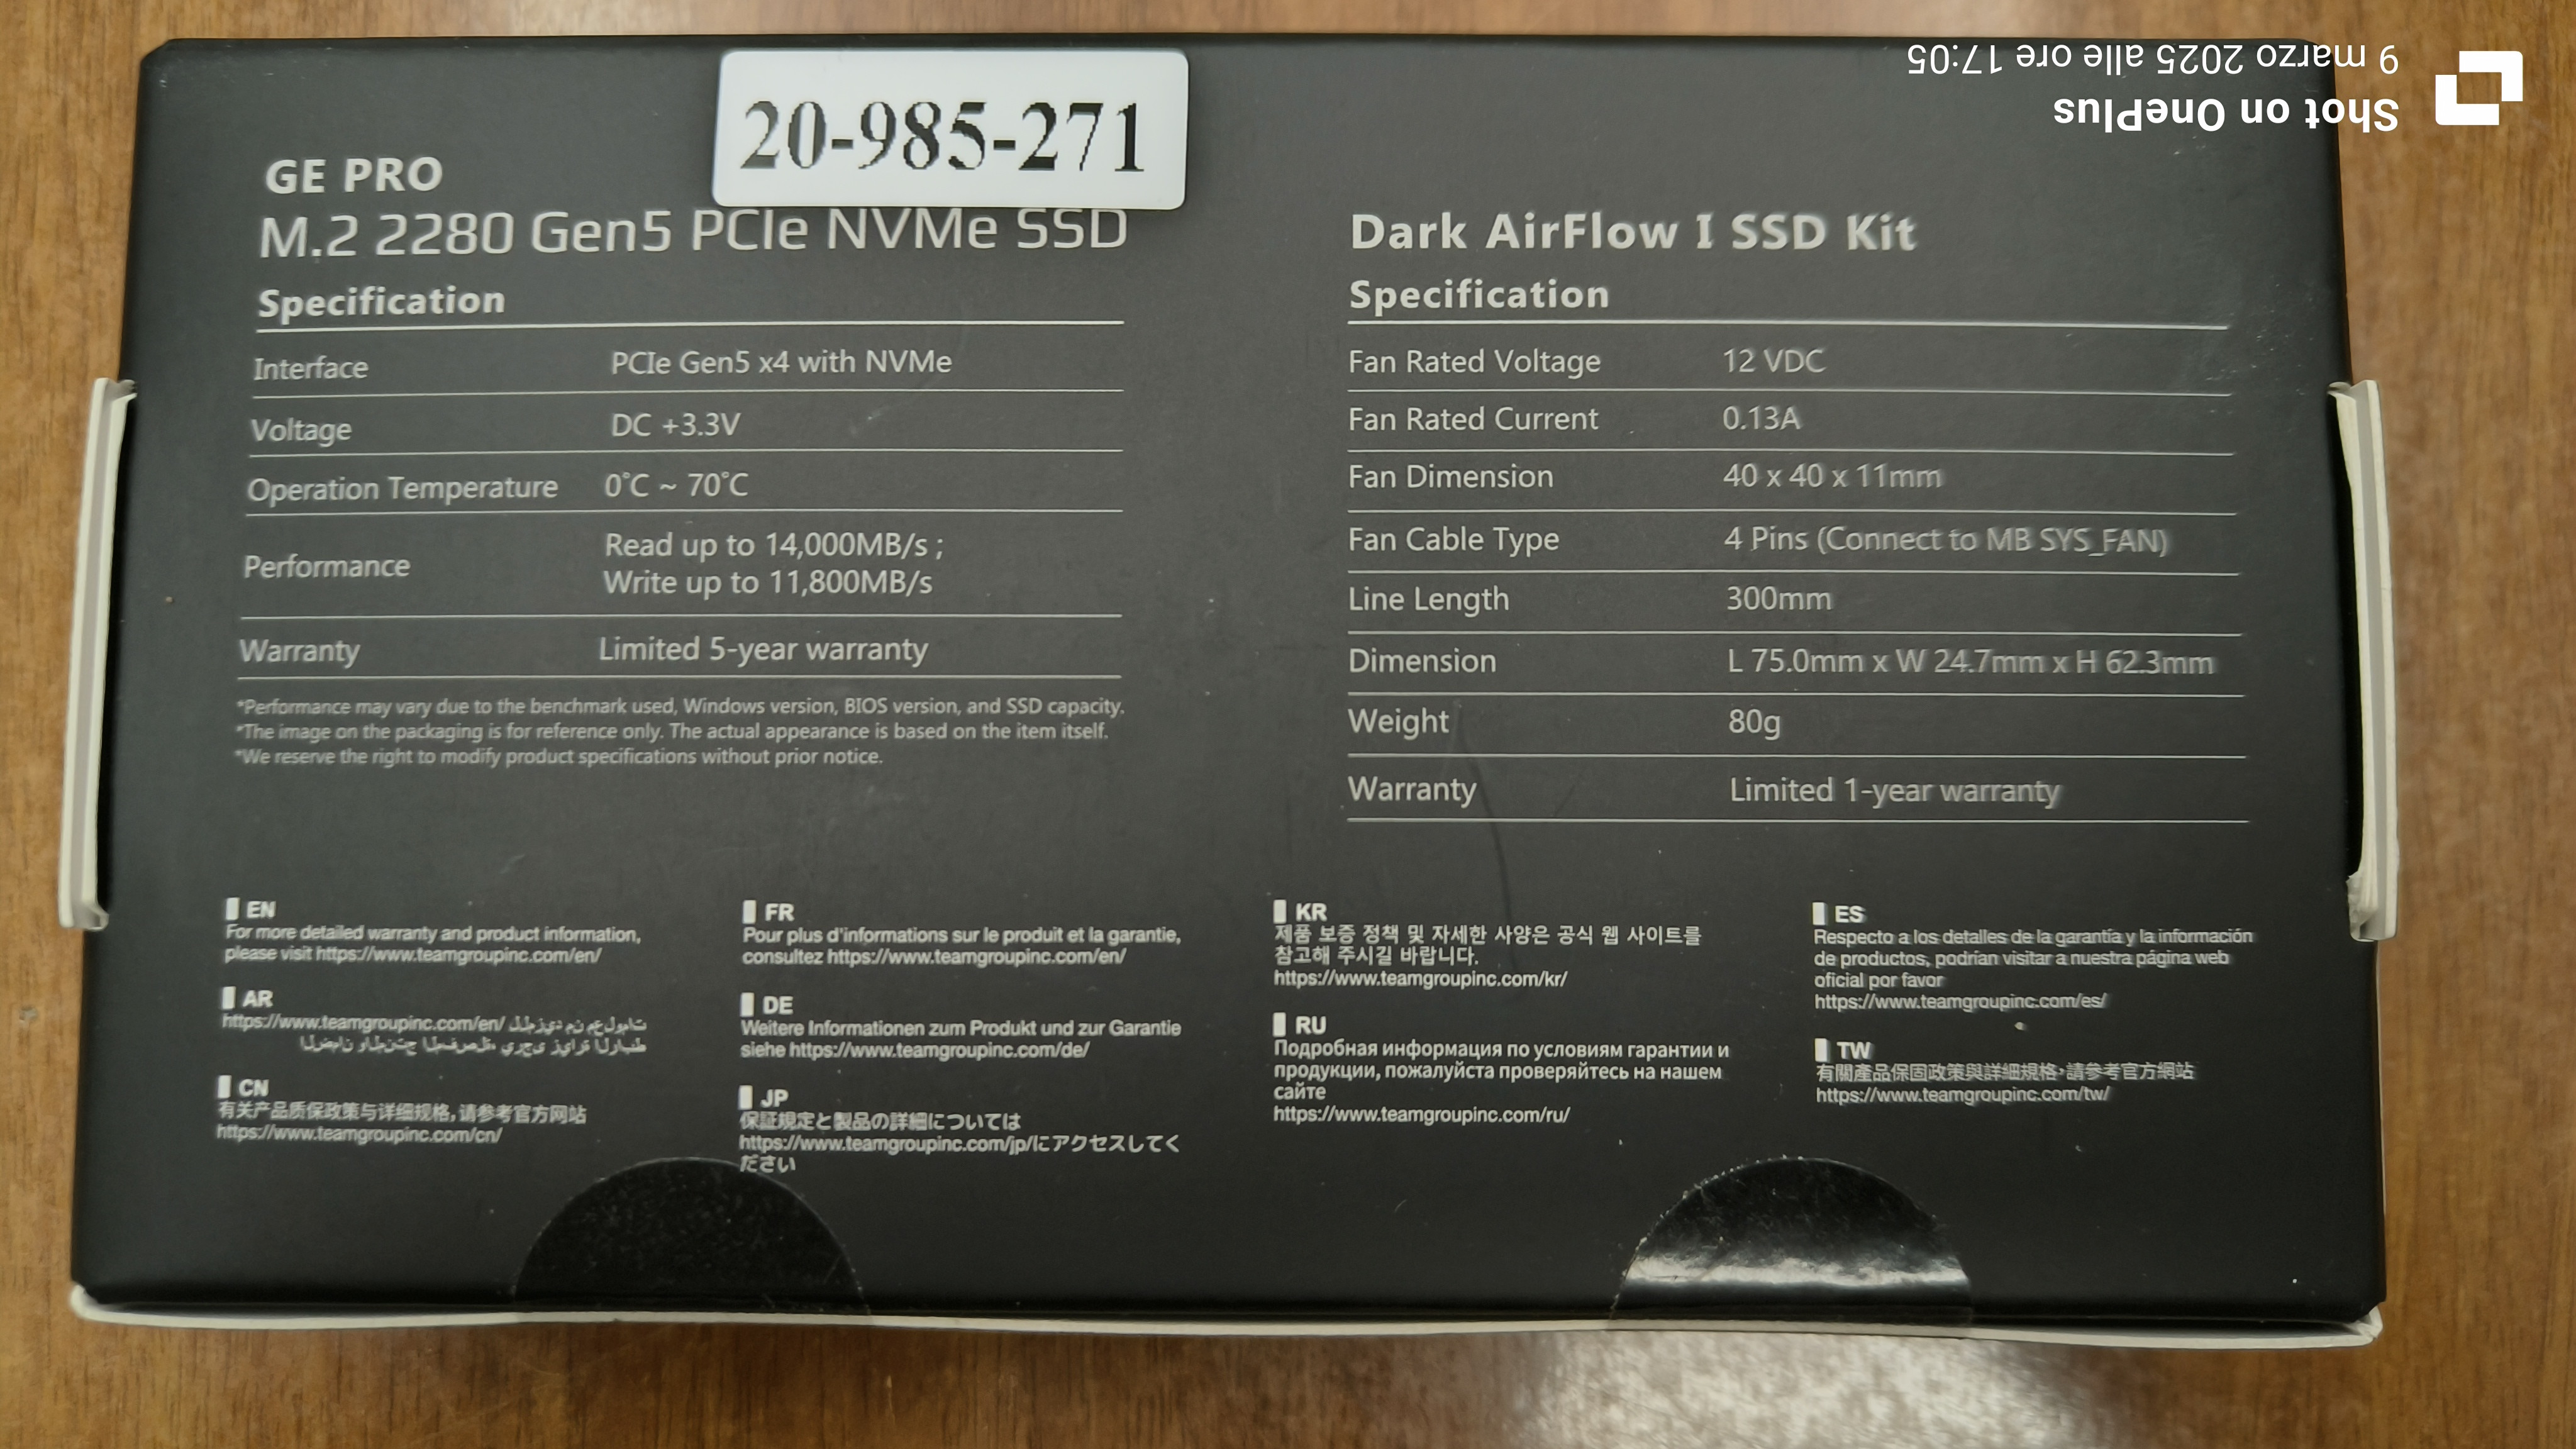 20-985-271
GE PRO
M.2 2280 Gen5 PCIe NVMe SSD
Specification
Interface PCIe Gen5 x4 with NVMe
Voltage DC +3.3V
Operation Temperature 0°C ~ 70°C
Performance Read up to 14,000MB/s ;
Write up to 11,800MB/s
Warranty Limited 5-year warranty
*Performance may vary due to the benchmark used, Windows version, BIOS version, and SSD capacity.
*The image on the packaging is for reference only. The actual appearance is based on the item itself.
*We reserve the right to modify product specifications without prior notice.
Dark AirFlow I SSD Kit
Specification
Fan Rated Voltage 12 VDC
Fan Rated Current 0.13A
Fan Dimension 40 x 40 x 11mm
Fan Cable Type 4 Pins (Connect to MB SYS_FAN)
Line Length 300mm
Dimension L 75.0mm x W 24.7mm x H 62.3mm
Weight 80g
Warranty Limited 1-year warranty
EN
For more detailed warranty and product information,
please visit https://www.teamgroupinc.com/en/
AR
https://www.teamgroupinc.com/en/
CN
有关产品质保政策与详细规格,请参考官方网站
https://www.teamgroupinc.com/cn/
FR
Pour plus d'informations sur le produit et la garantie,
consultez https://www.teamgroupinc.com/en/
DE
Weitere Informationen zum Produkt und zur Garantie
siehe https://www.teamgroupinc.com/de/
JP
保証規定と製品の詳細については
https://www.teamgroupinc.com/jp/にアクセスしてく
ださい
KR
제품 보증 정책 및 자세한 사양은 공식 웹 사이트를
참고해 주시길 바랍니다.
https://www.teamgroupinc.com/kr/
RU
Подробная информация по условиям гарантии и
продукции, пожалуйста проверяйтесь на нашем
сайте
https://www.teamgroupinc.com/ru/
ES
Respecto a los detalles de la garantía y la información
de productos, podrían visitar a nuestra página web
oficial por favor
https://www.teamgroupinc.com/es/
TW
有關產品保固政策與詳細規格,請參考官方網站
https://www.teamgroupinc.com/tw/
Shot on OnePlus
9 marzo 2025 alle ore 17:05